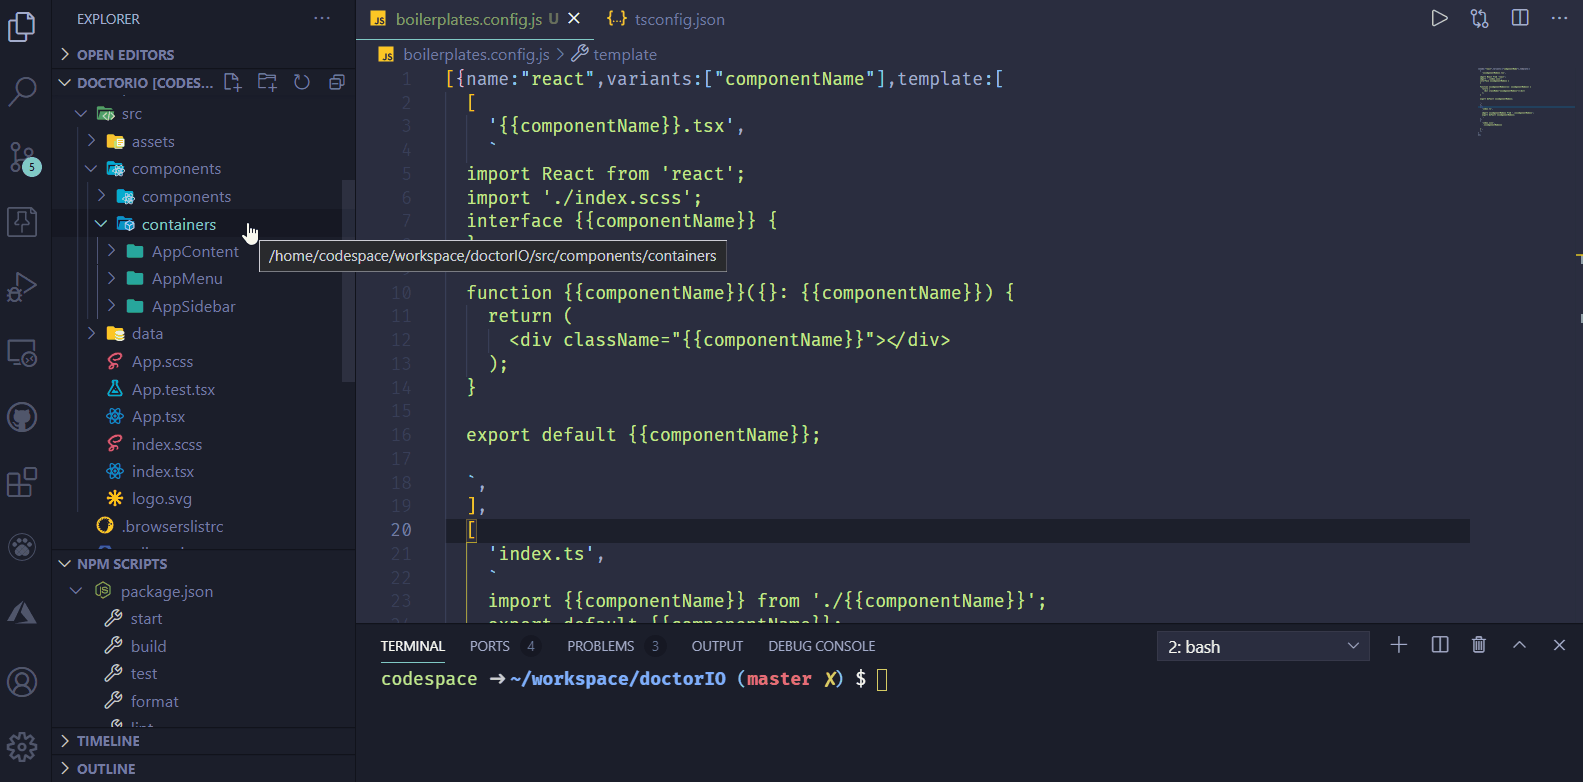 EXPLORER
OPEN EDITORS
DOCTORIO [CODES...
src
assets
components
components
containers
AppContent
AppMenu
AppSidebar
data
App.scss
App.test.tsx
App.tsx
index.scss
index.tsx
logo.svg
.browserslistrc
NPM SCRIPTS
package.json
start
build
test
format
lint
TIMELINE
OUTLINE
5
boilerplates.config.js U
tsconfig.json
boilerplates.config.js > template
1 [{name:"react",variants:["componentName"],template:[
2 [
3 '{{componentName}}.tsx',
4 `
5 import React from 'react';
6 import './index.scss';
7 interface {{componentName}} {
/home/codespace/workspace/doctorIO/src/components/containers
10 function {{componentName}}({}: {{componentName}}) {
11 return (
12 <div className="{{componentName}}"></div>
13 );
14 }
15
16 export default {{componentName}};
17
18 `,
19 ],
20 [
21 'index.ts',
22 `
23 import {{componentName}} from './{{componentName}}';
24 export default {{componentName}};
TERMINAL PORTS 4 PROBLEMS 3 OUTPUT DEBUG CONSOLE 2: bash
codespace ➜ ~/workspace/doctorIO (master ✗) $